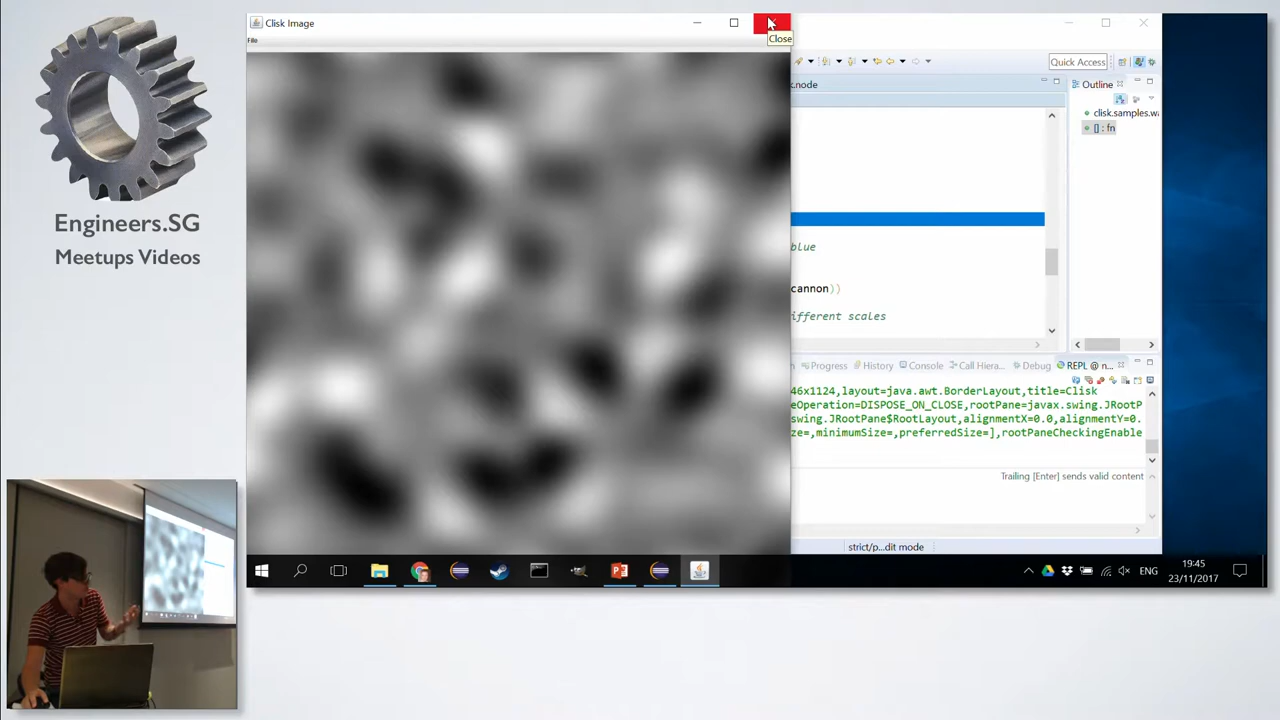 Engineers.SG
Meetups Videos
Clisk Image
File
Close
Quick Access
k.node
Outline
clisk.samples.wa
[] : fn
blue
cannon))
ifferent scales
Progress
History
Console
Call Hierar...
Debug
REPL @ n...
46x1124,layout=java.awt.BorderLayout,title=Clisk
eOperation=DISPOSE_ON_CLOSE,rootPane=javax.swing.JRootP
swing.JRootPane$RootLayout,alignmentX=0.0,alignmentY=0.
ize=,minimumSize=,preferredSize=],rootPaneCheckingEnable
Trailing [Enter] sends valid content
strict/p...dit mode
ENG
19:45
23/11/2017